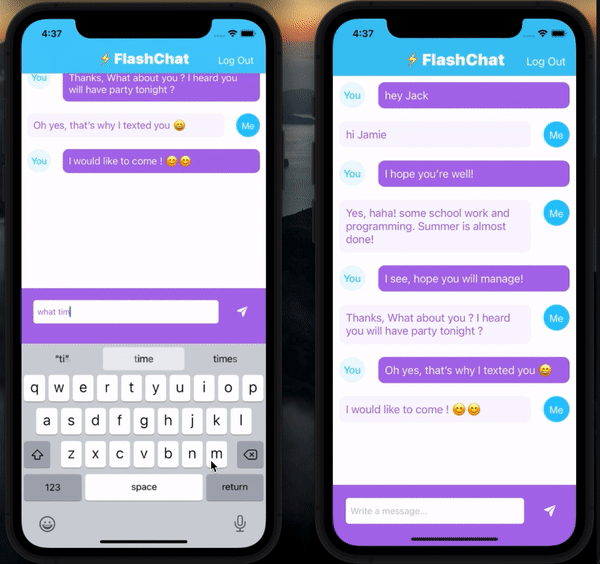 4:37
⚡FlashChat
Log Out
You
Thanks, What about you ? I heard you
will have party tonight ?
Oh yes, that's why I texted you 😄
Me
You
I would like to come ! 😊😊
what tim
"ti"
time
times
q w e r t y u i o p
a s d f g h j k l
z x c v b n m
123
space
return
4:37
⚡FlashChat
Log Out
You
hey Jack
hi Jamie
Me
You
I hope you're well!
Yes, haha! some school work and
programming. Summer is almost
done!
Me
You
I see, hope you will manage!
Thanks, What about you ? I heard
you will have party tonight ?
Me
You
Oh yes, that's why I texted you 😄
I would like to come ! 😊😊
Me
Write a message...